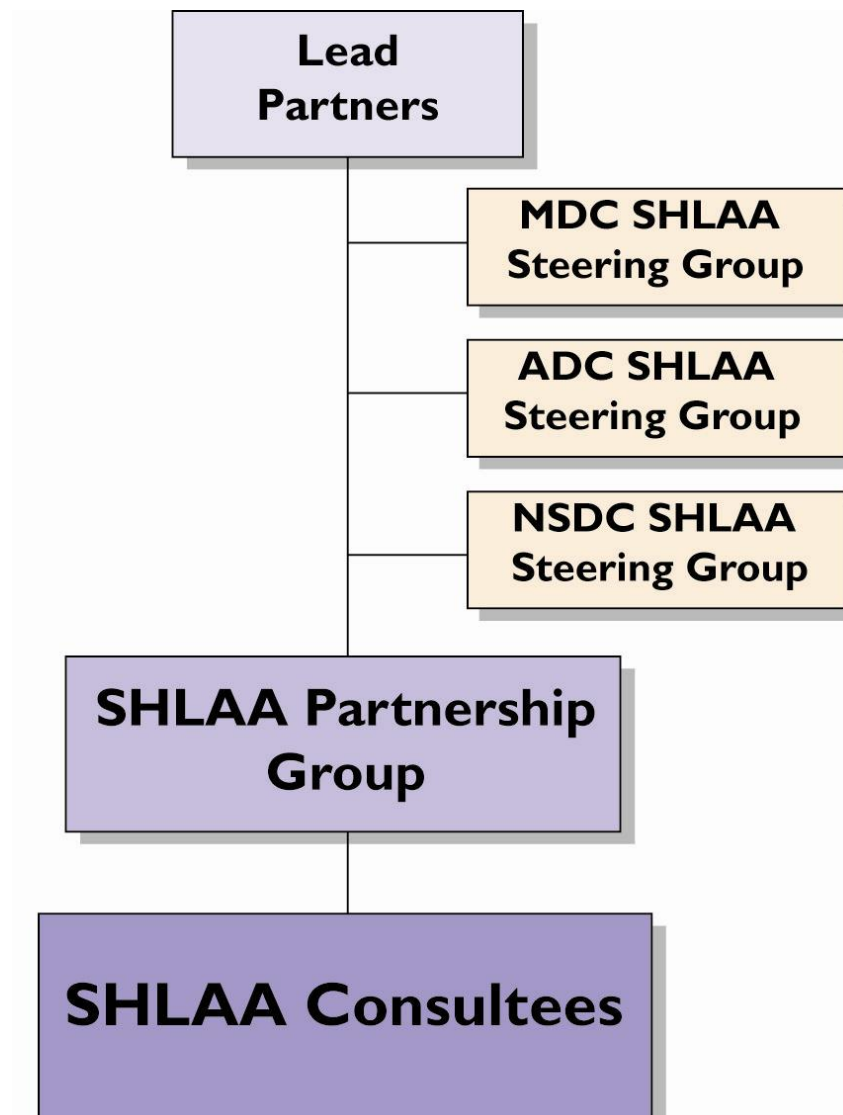 Lead
Partners
MDC SHLAA
Steering Group
ADC SHLAA
Steering Group
NSDC SHLAA
Steering Group
SHLAA Partnership
Group
SHLAA Consultees